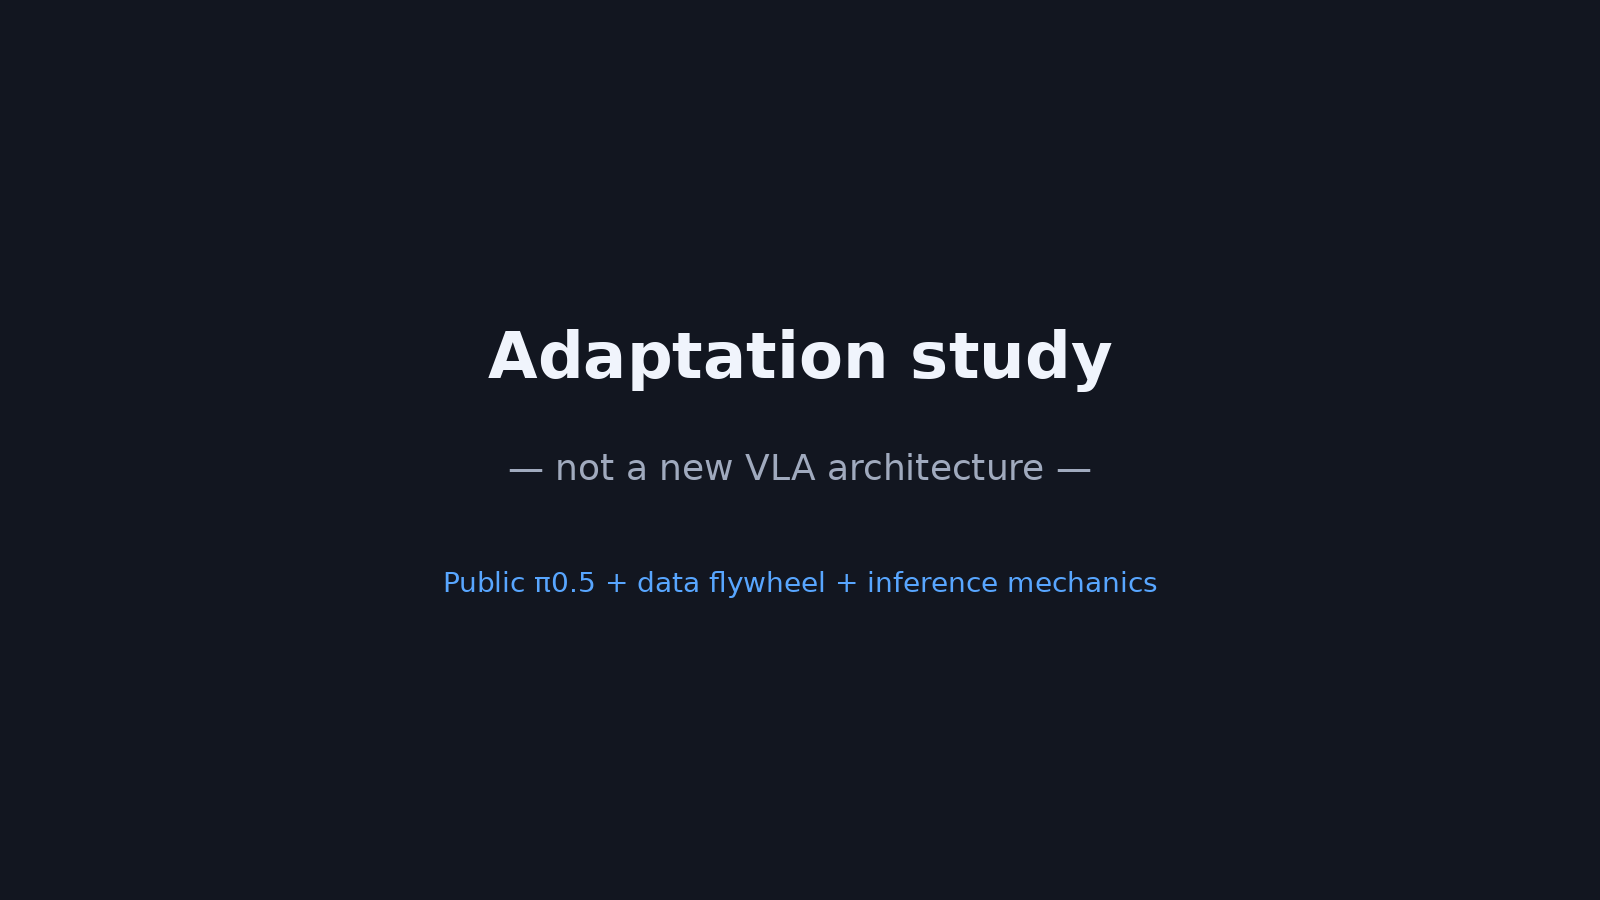 Adaptation study
— not a new VLA architecture —
Public π0.5 + data flywheel + inference mechanics